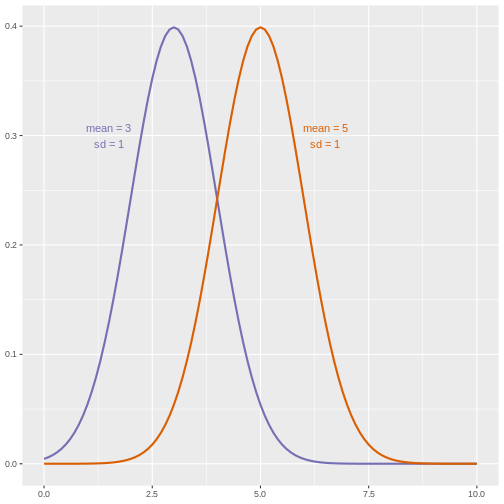 0.4
0.3
0.2
0.1
0.0
mean = 3
sd = 1
mean = 5
sd = 1
0.0
2.5
5.0
7.5
10.0